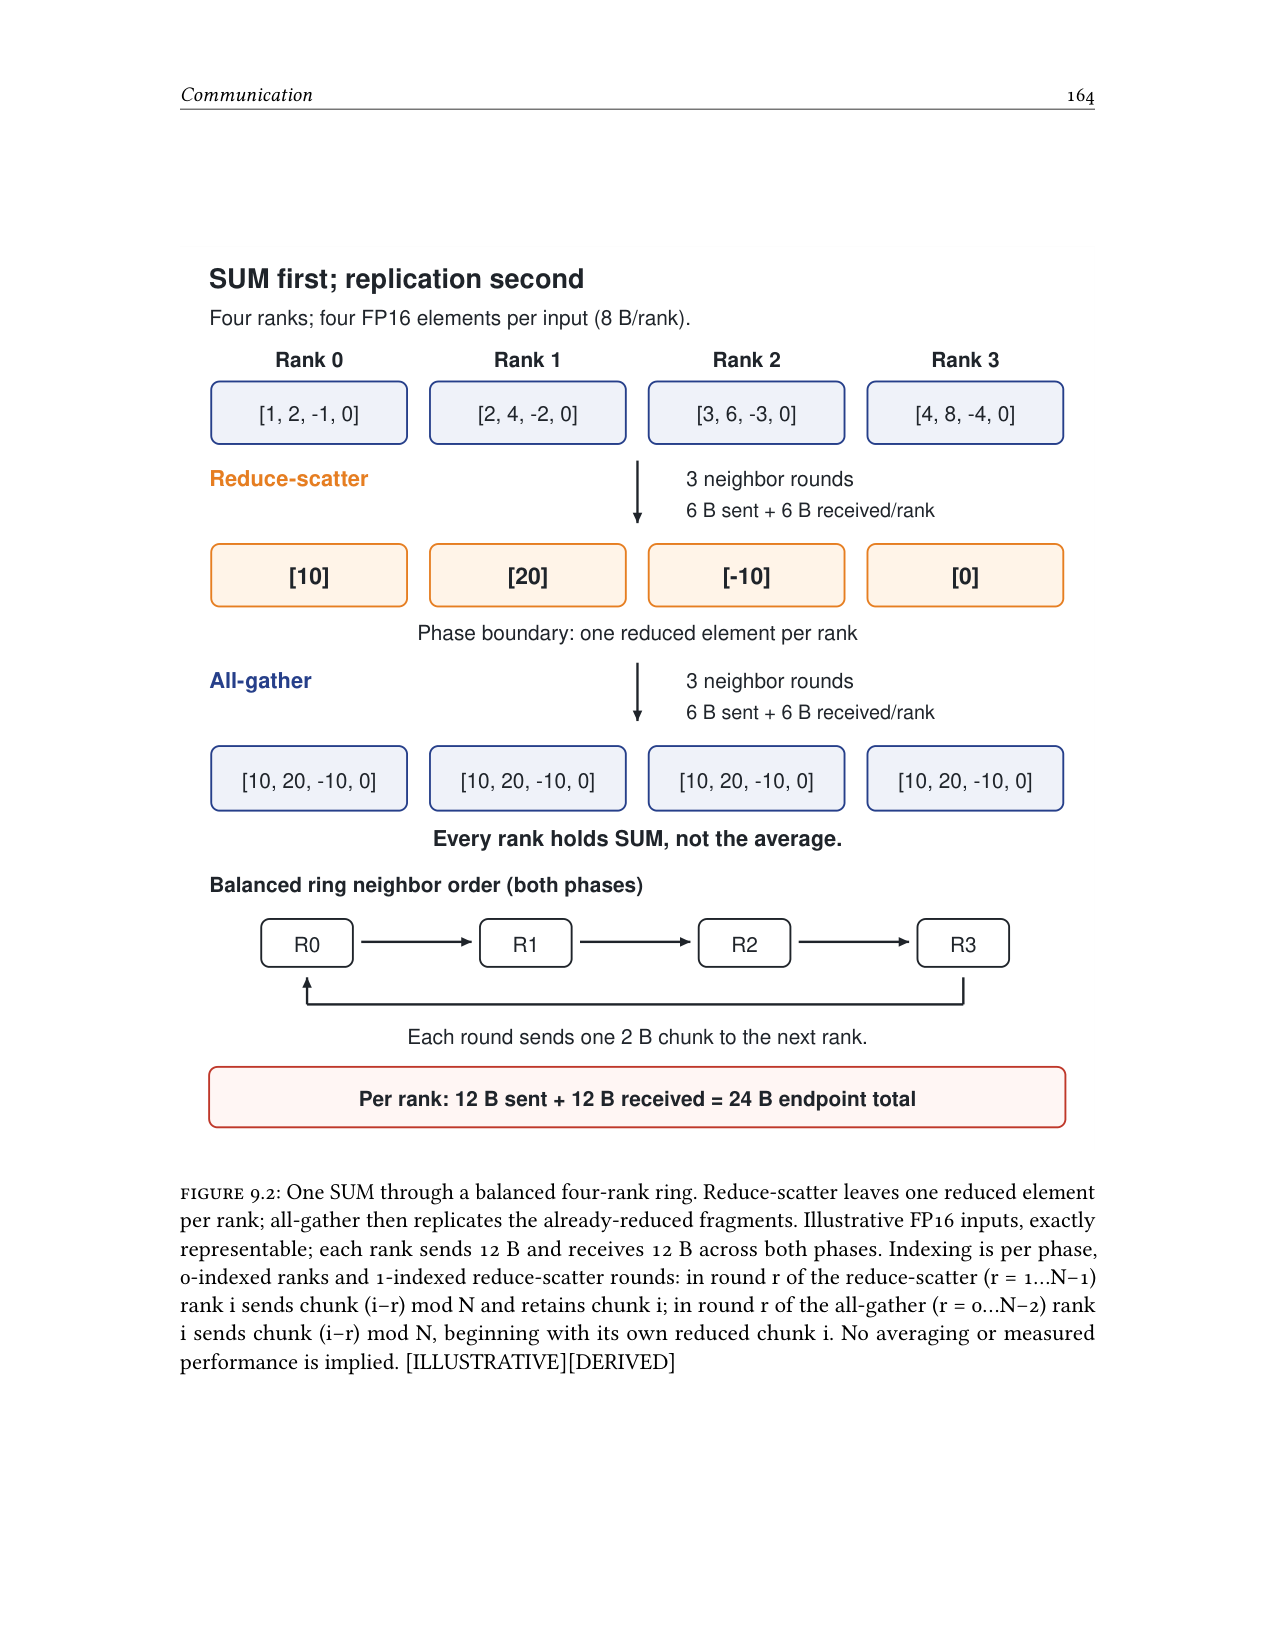 Communication 164
SUM first; replication second
Four ranks; four FP16 elements per input (8 B/rank).
Rank 0 Rank 1 Rank 2 Rank 3
[1, 2, -1, 0] [2, 4, -2, 0] [3, 6, -3, 0] [4, 8, -4, 0]
Reduce-scatter 3 neighbor rounds
6 B sent + 6 B received/rank
[10] [20] [-10] [0]
Phase boundary: one reduced element per rank
All-gather 3 neighbor rounds
6 B sent + 6 B received/rank
[10, 20, -10, 0] [10, 20, -10, 0] [10, 20, -10, 0] [10, 20, -10, 0]
Every rank holds SUM, not the average.
Balanced ring neighbor order (both phases)
R0 R1 R2 R3
Each round sends one 2 B chunk to the next rank.
Per rank: 12 B sent + 12 B received = 24 B endpoint total
FIGURE 9.2: One SUM through a balanced four-rank ring. Reduce-scatter leaves one reduced element
per rank; all-gather then replicates the already-reduced fragments. Illustrative FP16 inputs, exactly
representable; each rank sends 12 B and receives 12 B across both phases. Indexing is per phase,
0-indexed ranks and 1-indexed reduce-scatter rounds: in round r of the reduce-scatter (r = 1…N−1)
rank i sends chunk (i−r) mod N and retains chunk i; in round r of the all-gather (r = 0…N−2) rank
i sends chunk (i−r) mod N, beginning with its own reduced chunk i. No averaging or measured
performance is implied. [ILLUSTRATIVE][DERIVED]